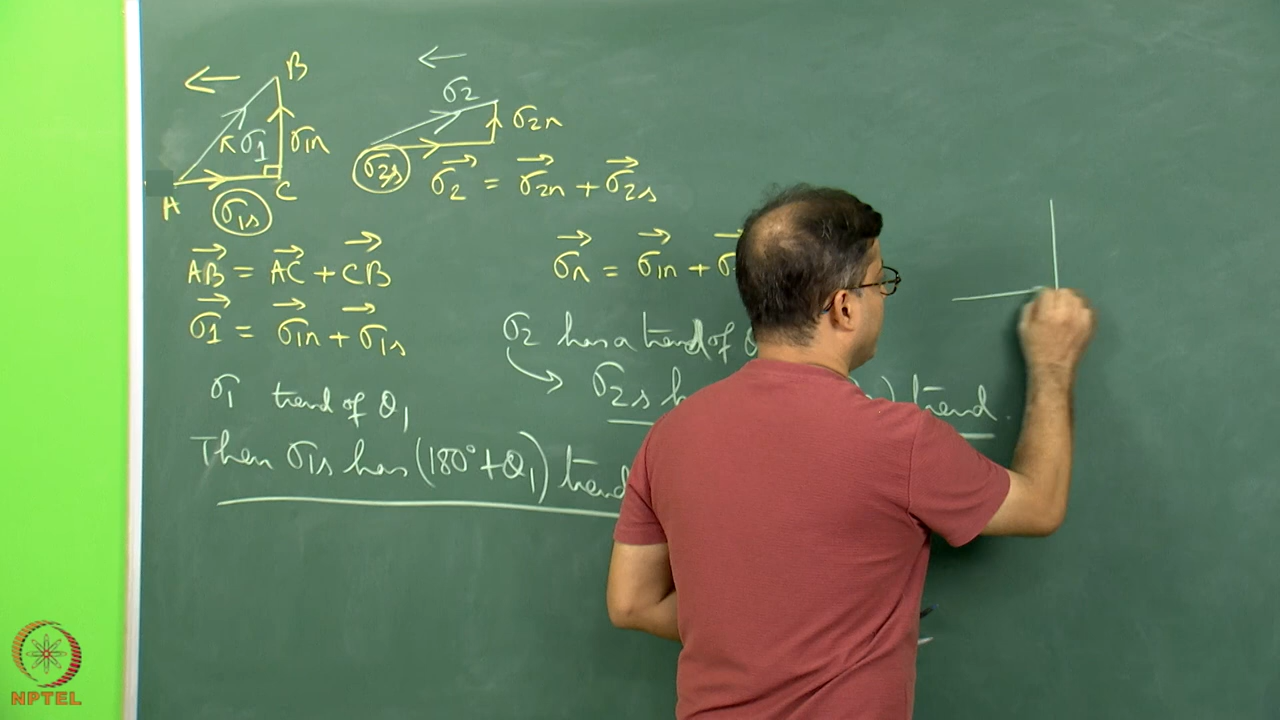 B
σ1 σ1n
A C
σ1s
σ2 σ2n
σ2s
σ2 = σ2n + σ2s
AB = AC + CB
σ1 = σ1n + σ1s
σn = σ1n +
σ1 trend of θ1
Then σ1s has (180° + θ1) trend
σ2 has a trend of
σ2s ) trend.
NPTEL